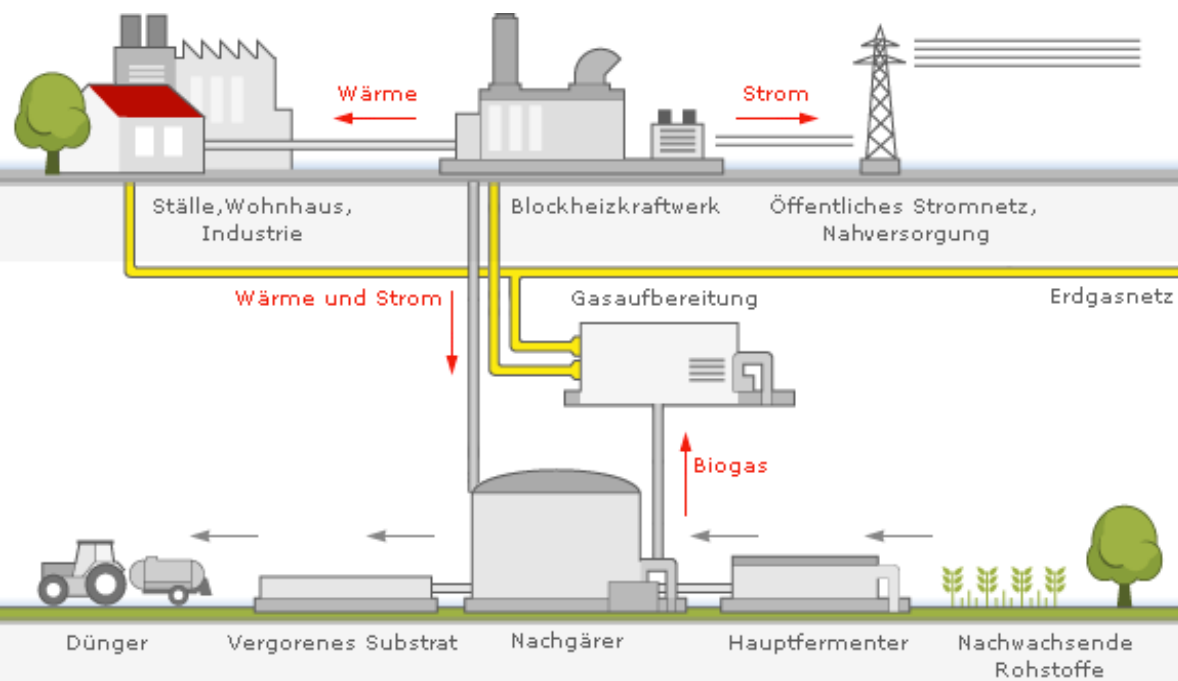 Wärme
Strom
Ställe,Wohnhaus,
Industrie
Blockheizkraftwerk
Öffentliches Stromnetz,
Nahversorgung
Wärme und Strom
Gasaufbereitung
Erdgasnetz
Biogas
Dünger
Vergorenes Substrat
Nachgärer
Hauptfermenter
Nachwachsende
Rohstoffe